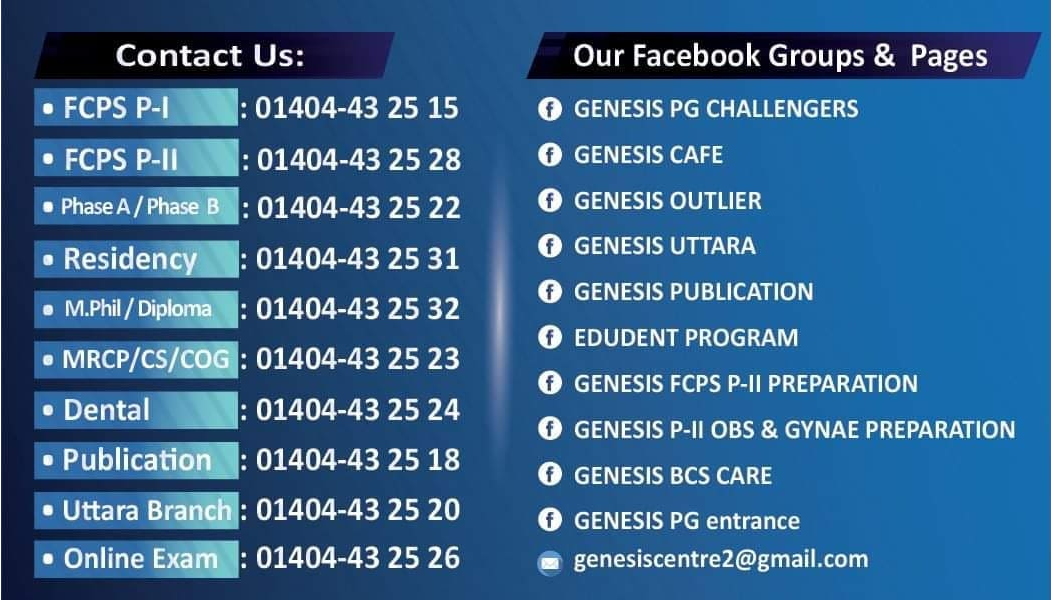 Contact Us:
• FCPS P-I : 01404-43 25 15
• FCPS P-II : 01404-43 25 28
• Phase A / Phase B : 01404-43 25 22
• Residency : 01404-43 25 31
• M.Phil / Diploma : 01404-43 25 32
• MRCP/CS/COG : 01404-43 25 23
• Dental : 01404-43 25 24
• Publication : 01404-43 25 18
• Uttara Branch : 01404-43 25 20
• Online Exam : 01404-43 25 26
Our Facebook Groups & Pages
GENESIS PG CHALLENGERS
GENESIS CAFE
GENESIS OUTLIER
GENESIS UTTARA
GENESIS PUBLICATION
EDUDENT PROGRAM
GENESIS FCPS P-II PREPARATION
GENESIS P-II OBS & GYNAE PREPARATION
GENESIS BCS CARE
GENESIS PG entrance
genesiscentre2@gmail.com